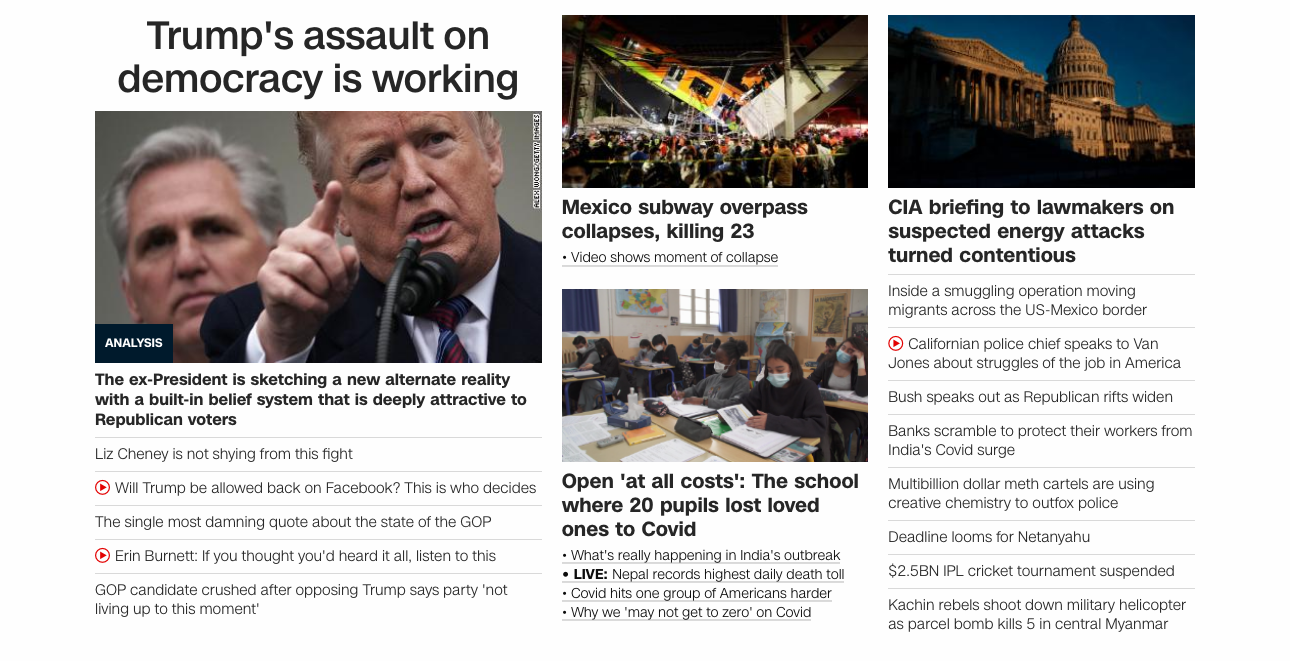 Trump's assault on
democracy is working
ALEX WONG/GETTY IMAGES
ANALYSIS
The ex-President is sketching a new alternate reality
with a built-in belief system that is deeply attractive to
Republican voters
Liz Cheney is not shying from this fight
Will Trump be allowed back on Facebook? This is who decides
The single most damning quote about the state of the GOP
Erin Burnett: If you thought you'd heard it all, listen to this
GOP candidate crushed after opposing Trump says party 'not
living up to this moment'
Mexico subway overpass
collapses, killing 23
• Video shows moment of collapse
Open 'at all costs': The school
where 20 pupils lost loved
ones to Covid
• What's really happening in India's outbreak
• LIVE: Nepal records highest daily death toll
• Covid hits one group of Americans harder
• Why we 'may not get to zero' on Covid
CIA briefing to lawmakers on
suspected energy attacks
turned contentious
Inside a smuggling operation moving
migrants across the US-Mexico border
Californian police chief speaks to Van
Jones about struggles of the job in America
Bush speaks out as Republican rifts widen
Banks scramble to protect their workers from
India's Covid surge
Multibillion dollar meth cartels are using
creative chemistry to outfox police
Deadline looms for Netanyahu
$2.5BN IPL cricket tournament suspended
Kachin rebels shoot down military helicopter
as parcel bomb kills 5 in central Myanmar